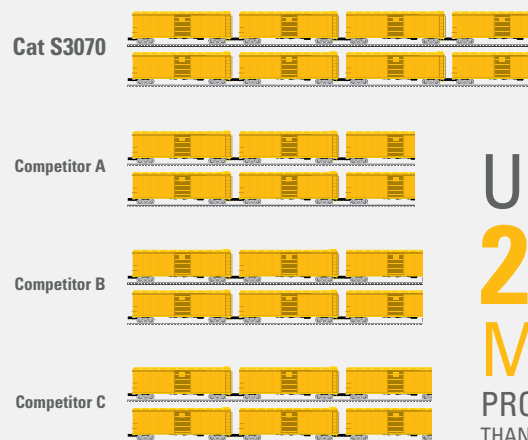 Cat S3070
Competitor A
Competitor B
Competitor C
U
2
M
PRO
THAN